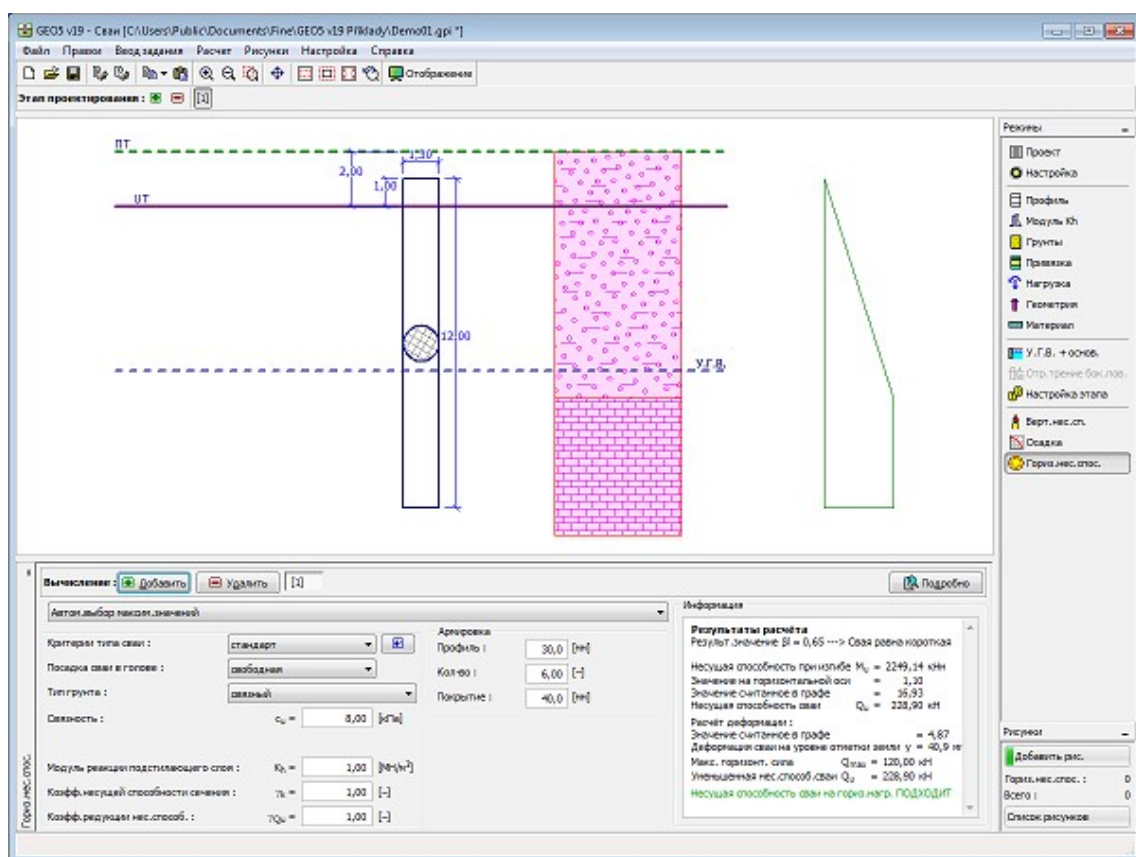 GEO5 v19 - Сваи [C:\Users\Public\Documents\Fine\GEO5 v19 Příklady\Demo01.gpi *]
Файл Правки Ввод задания Расчет Рисунки Настройка Справка
Отображение
Этап проектирования : [1]
ПТ
1,30
2,00
1,00
UT
12,00
У.Г.В.
Режимы
Проект
Настройка
Профиль
Модуль Kh
Грунты
Привязка
Нагрузка
Геометрия
Материал
У.Г.В. + основ.
Отр.трение бок.пов.
Настройка этапа
Верт.нес.сп.
Осадка
Гориз.нес.спос.
Вычисление : Добавить Удалить [1] Подробно
Автом.выбор максим.значений
Критерии типа сваи : стандарт
Посадка сваи в голове : свободная
Тип грунта : связный
Связность : cu = 8,00 [кПа]
Модуль реакции подстилающего слоя : Kh = 1,00 [МН/м³]
Коэфф.несущей способности сечения : γk = 1,00 [–]
Коэфф.редукции нес.способ. : γQu = 1,00 [–]
Армировка
Профиль : 30,0 [мм]
Кол-во : 6,00 [–]
Покрытие : 40,0 [мм]
Информация
Результаты расчёта
Результ.значение βl = 0,65 ---> Свая равна короткая
Несущая способность при изгибе Mu = 2249,14 кНм
Значение на горизонтальной оси = 1,10
Значение считанное в графе = 16,93
Несущая способность сваи Qu = 228,90 кН
Расчёт деформации :
Значение считанное в графе = 4,87
Деформация сваи на уровне отметки земли y = 40,9 м
Макс. горизонт. сила Qmax = 120,00 кН
Уменьшенная нес.способ.сваи Qu = 228,90 кН
Несущая способность сваи на гориз.нагр. ПОДХОДИТ
Гориз.нес.спос.
Рисунки
Добавить рис.
Гориз.нес.спос. : 0
Всего : 0
Список рисунков